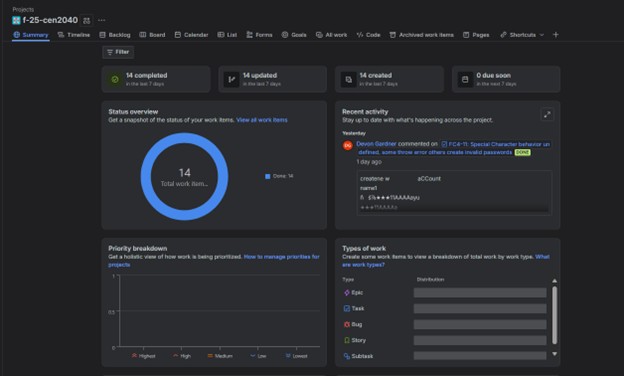 Projects
f-25-cen2040
Summary Timeline Backlog Board Calendar List Forms Goals All work Code Archived work items Pages Shortcuts
Filter
14 completed
in the last 7 days
14 updated
in the last 7 days
14 created
in the last 7 days
0 due soon
in the next 7 days
Status overview
Get a snapshot of the status of your work items. View all work items
14
Total work item...
Done: 14
Recent activity
Stay up to date with what's happening across the project.
Yesterday
DG Devon Gardner commented on FC4-11: Special Character behavior un
defined, some throw error others create invalid passwords DONE
1 day ago
createne w aCCount
name1
★★★11AAAAA
Priority breakdown
Get a holistic view of how work is being prioritized. How to manage priorities for
projects
1
0.5
0
Highest High Medium Low Lowest
Types of work
Create some work items to view a breakdown of total work by work type. What
are work types?
Type Distribution
Epic
Task
Bug
Story
Subtask